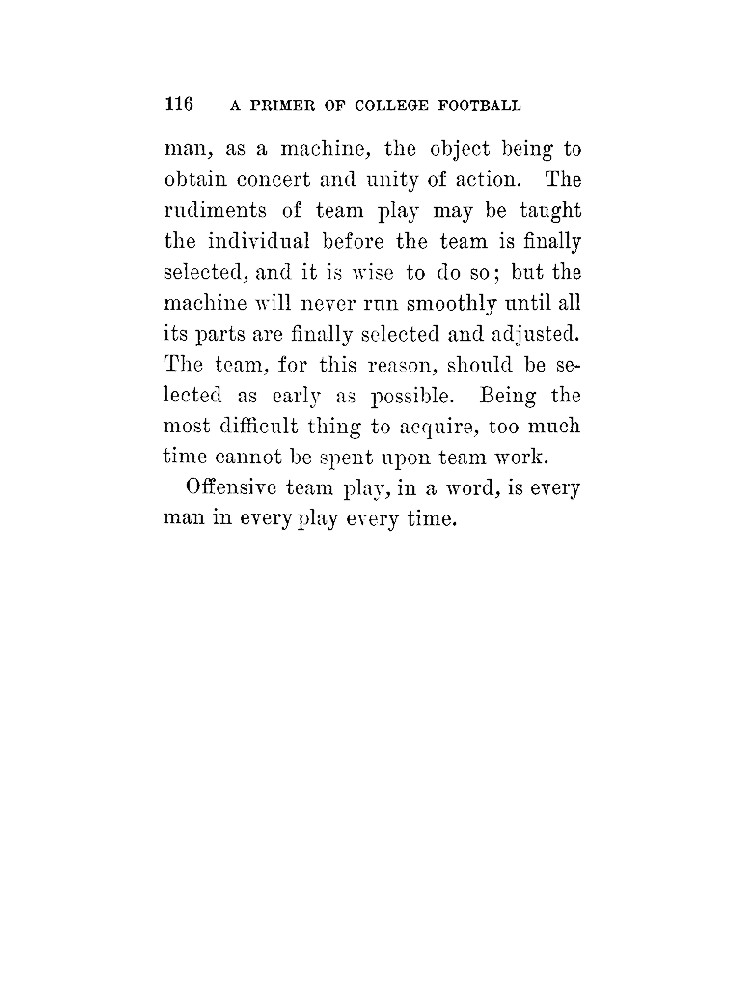 116 A PRIMER OF COLLEGE FOOTBALL
man, as a machine, the object being to
obtain concert and unity of action. The
rudiments of team play may be taught
the individual before the team is finally
selected, and it is wise to do so; but the
machine will never run smoothly until all
its parts are finally selected and adjusted.
The team, for this reason, should be se-
lected as early as possible. Being the
most difficult thing to acquire, too much
time cannot be spent upon team work.
Offensive team play, in a word, is every
man in every play every time.